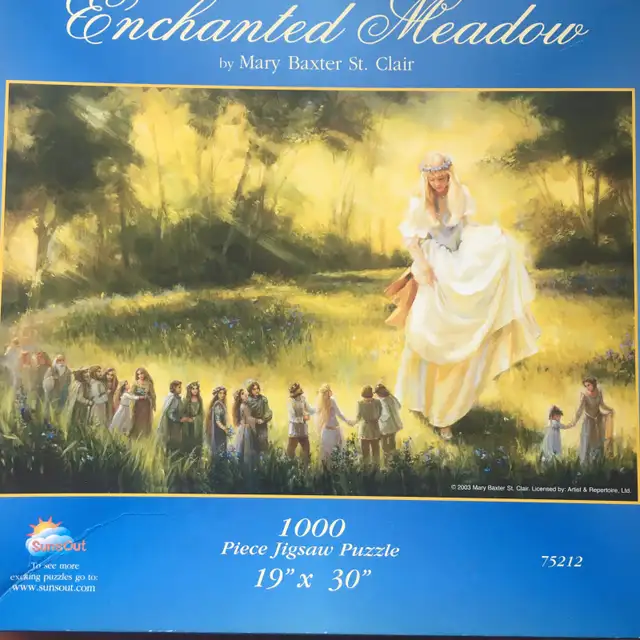 Enchanted Meadow
by Mary Baxter St. Clair
© 2003 Mary Baxter St. Clair. Licensed by: Artist & Repertoire, Ltd.
SunsOut
To see more
exciting puzzles go to:
www.sunsout.com
1000
Piece Jigsaw Puzzle
19" x 30"
75212